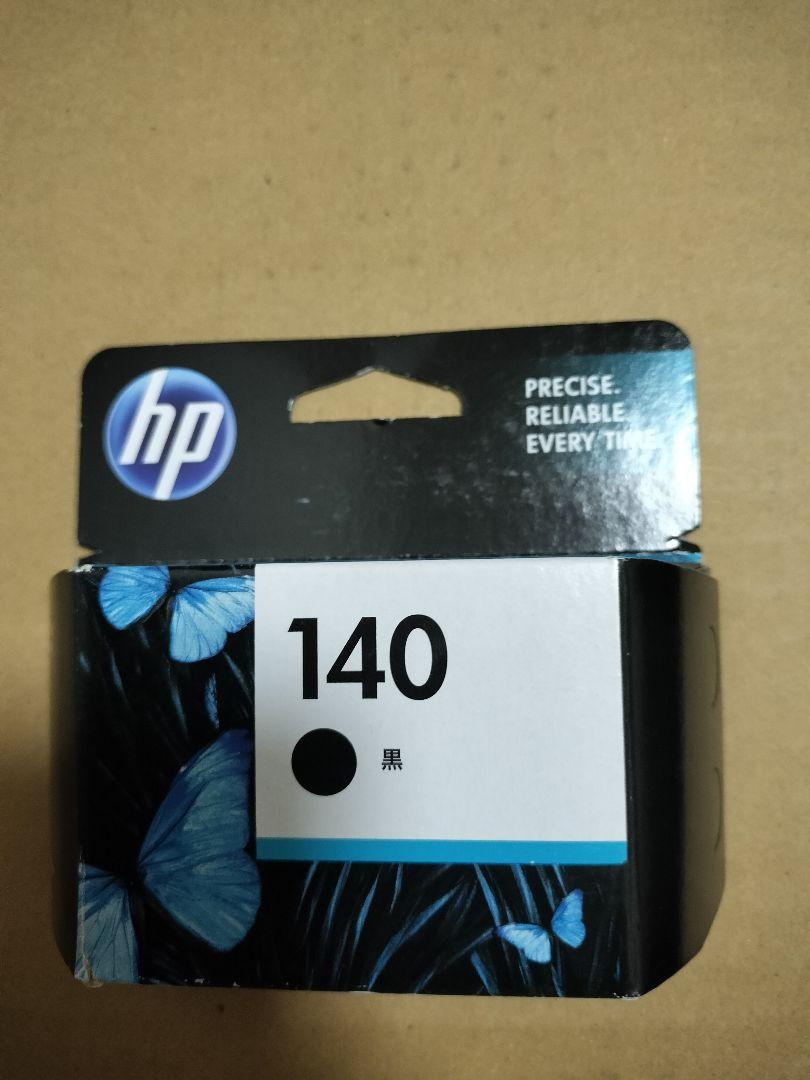 hp
PRECISE.
RELIABLE.
EVERY TIME.
140
黒